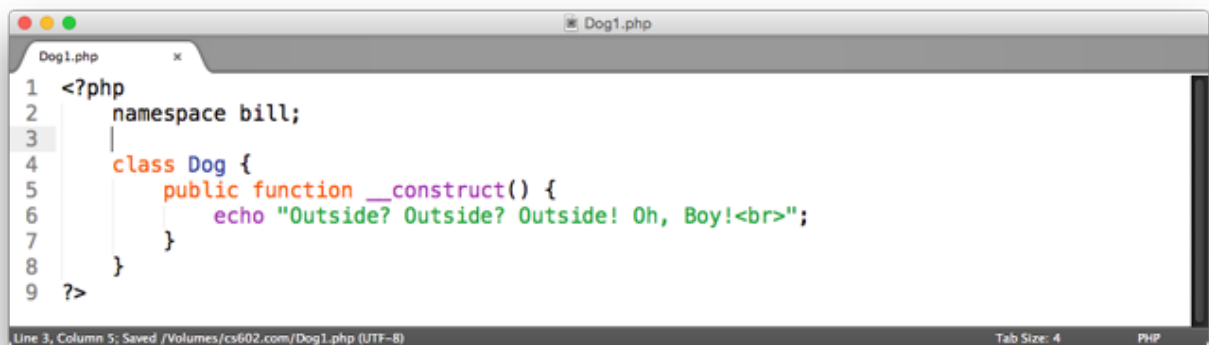 Dog1.php
Dog1.php ×
1 <?php
2     namespace bill;
3
4     class Dog {
5         public function __construct() {
6             echo "Outside? Outside? Outside! Oh, Boy!<br>";
7         }
8     }
9 ?>
Line 3, Column 5; Saved /Volumes/cs602.com/Dog1.php (UTF-8) Tab Size: 4 PHP